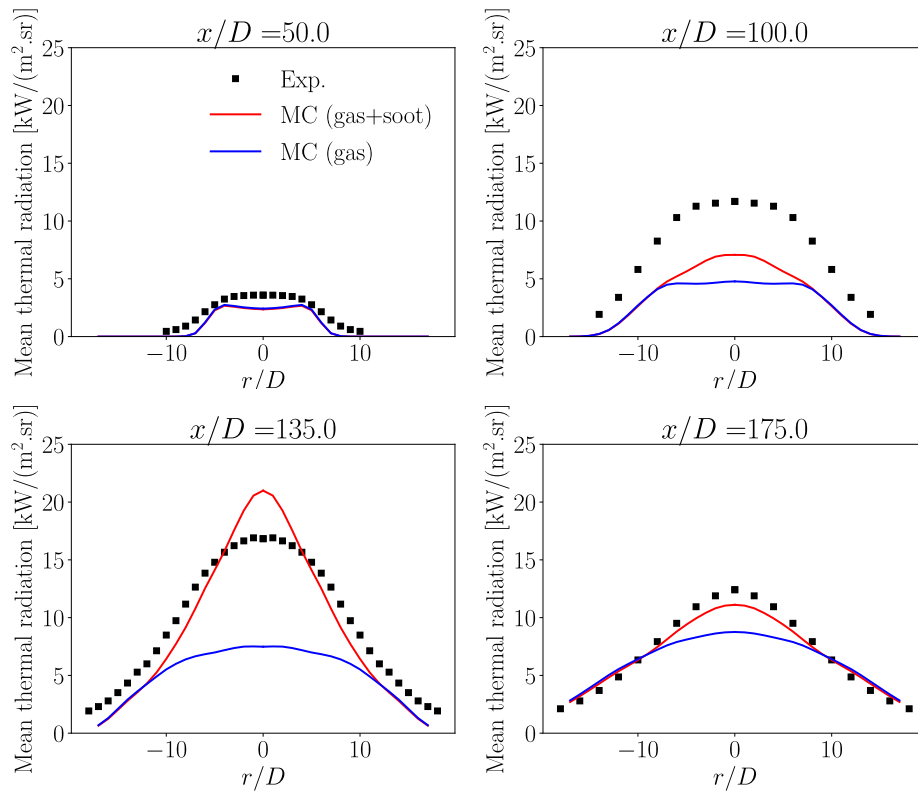 x/D =50.0
Mean thermal radiation [kW/(m².sr)]
25
20
15
10
5
0
Exp.
MC (gas+soot)
MC (gas)
−10 0 10
r/D
x/D =100.0
Mean thermal radiation [kW/(m².sr)]
25
20
15
10
5
0
−10 0 10
r/D
x/D =135.0
Mean thermal radiation [kW/(m².sr)]
25
20
15
10
5
0
−10 0 10
r/D
x/D =175.0
Mean thermal radiation [kW/(m².sr)]
25
20
15
10
5
0
−10 0 10
r/D